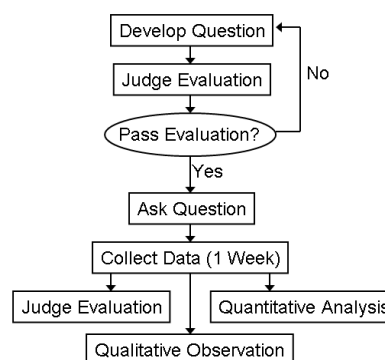 Develop Question
Judge Evaluation
No
Pass Evaluation?
Yes
Ask Question
Collect Data (1 Week)
Judge Evaluation
Quantitative Analysis
Qualitative Observation